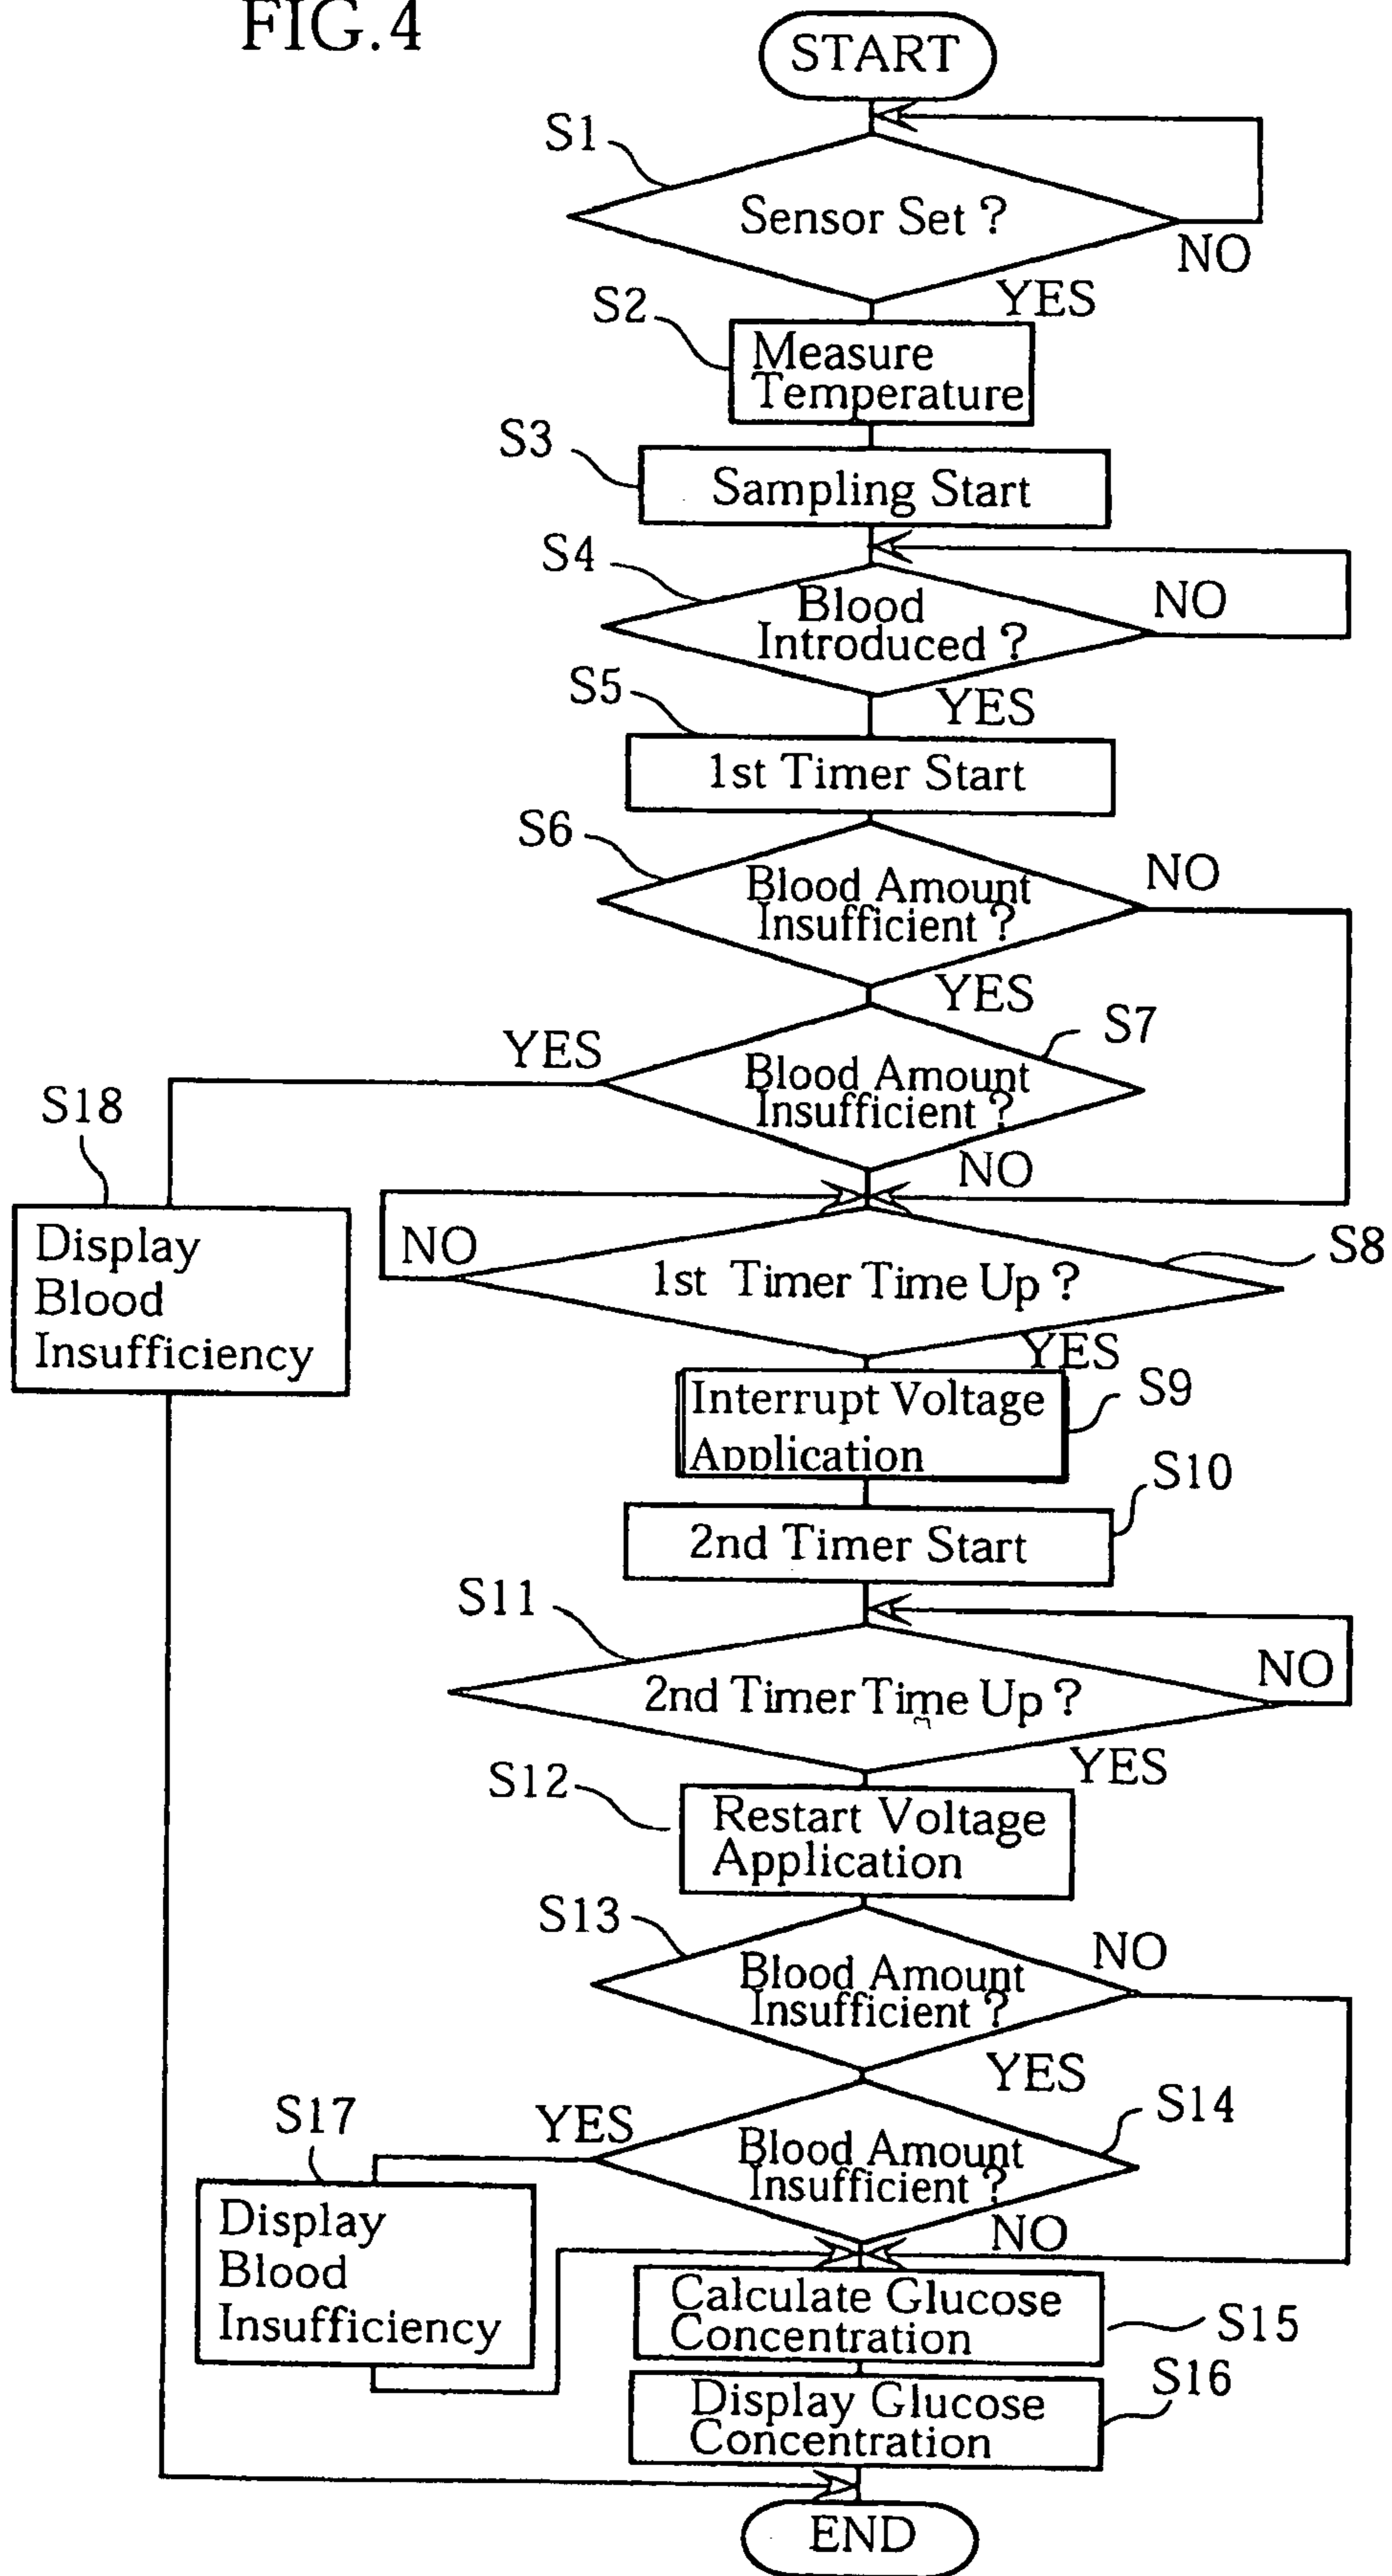 FIG.4
START
S1
Sensor Set ?
NO
YES
S2
Measure
Temperature
S3
Sampling Start
S4
Blood
Introduced ?
NO
S5
YES
1st Timer Start
S6
Blood Amount
Insufficient ?
NO
YES
S7
YES
Blood Amount
Insufficient ?
S18
NO
Display
Blood
Insufficiency
NO
1st Timer Time Up ?
S8
YES
Interrupt Voltage
Application
S9
S10
2nd Timer Start
S11
2nd Timer Time Up ?
NO
YES
S12
Restart Voltage
Application
S13
Blood Amount
Insufficient ?
NO
YES
S14
S17
YES
Blood Amount
Insufficient ?
NO
Display
Blood
Insufficiency
Calculate Glucose
Concentration
S15
Display Glucose
Concentration
S16
END